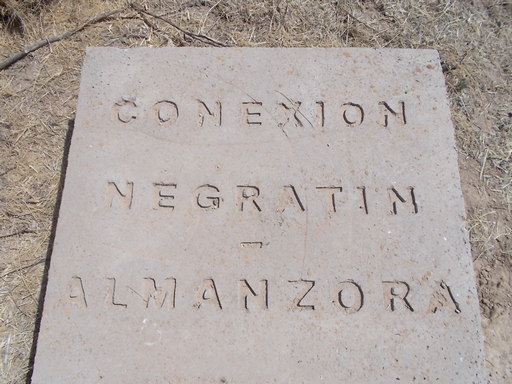 CONEXION
NEGRATIN
-
ALMANZORA